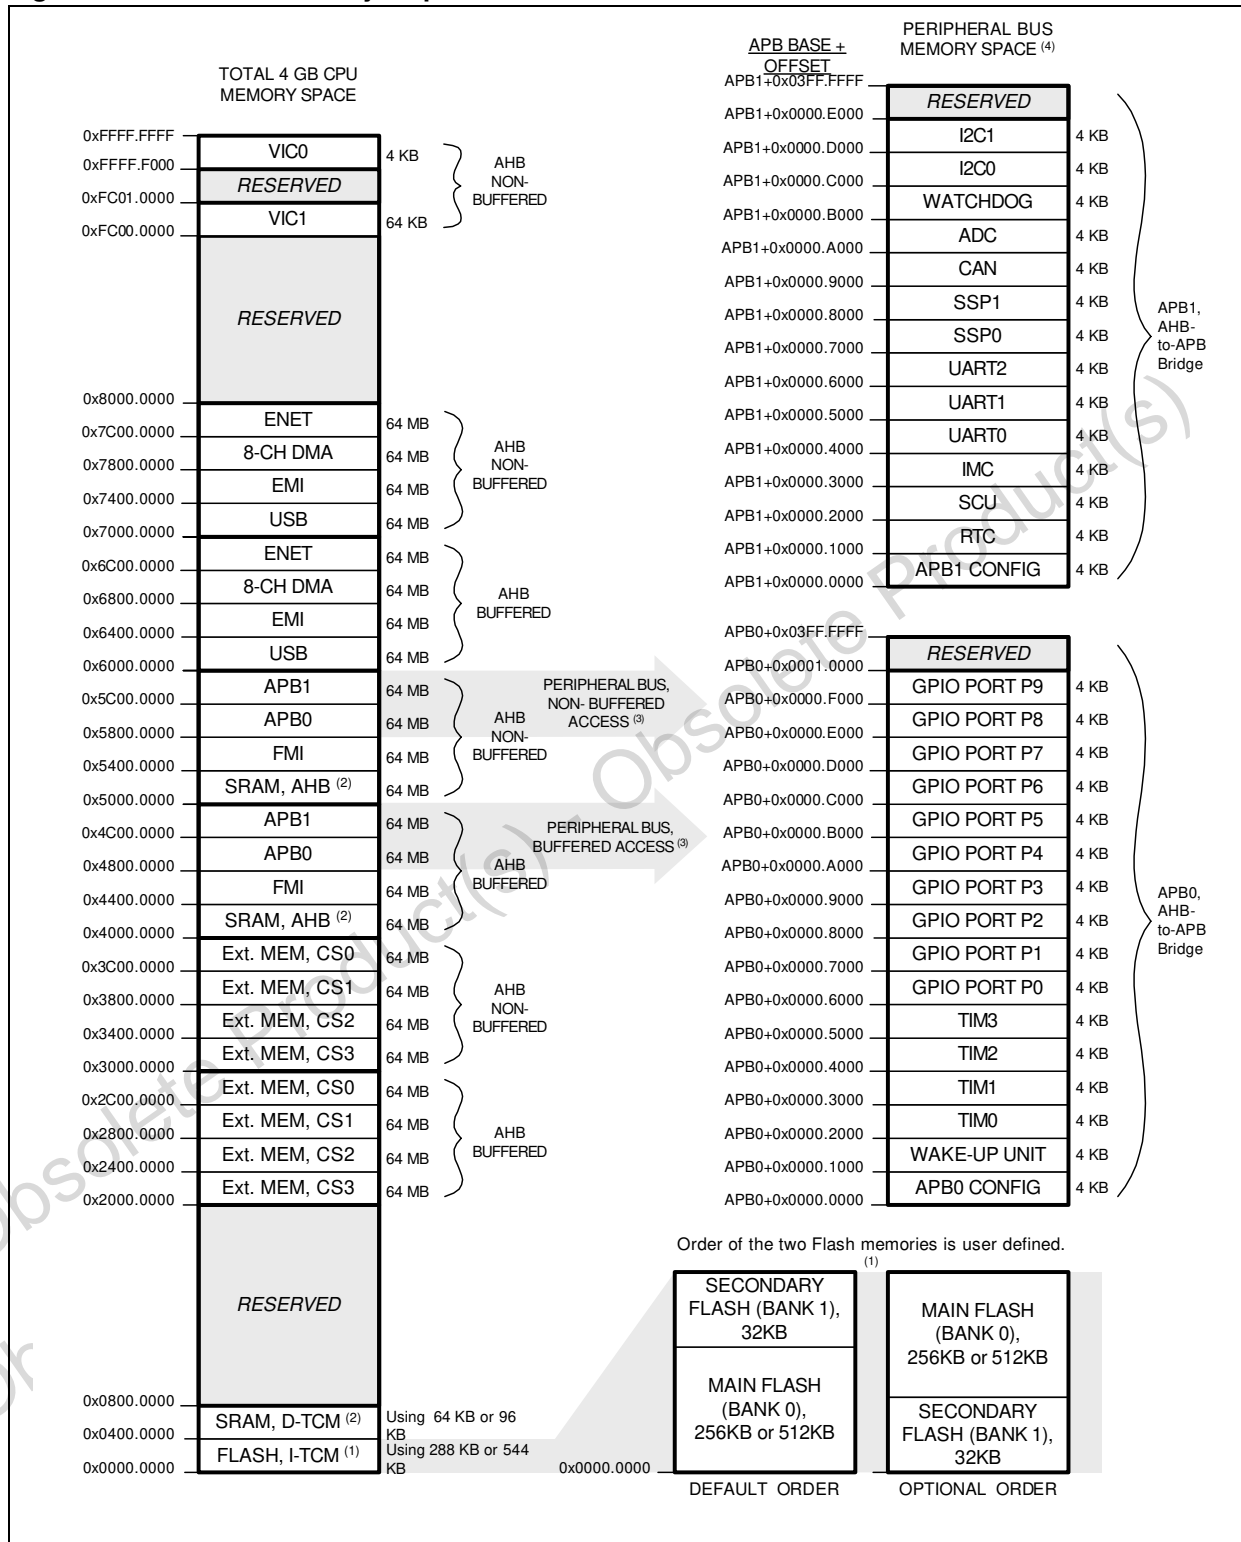 TOTAL 4 GB CPU
MEMORY SPACE
0xFFFF.FFFF
VIC0
4 KB
0xFFFF.F000
RESERVED
0xFC01.0000
VIC1
64 KB
0xFC00.0000
AHB
NON-
BUFFERED
RESERVED
0x8000.0000
ENET
64 MB
0x7C00.0000
8-CH DMA
64 MB
0x7800.0000
EMI
64 MB
0x7400.0000
USB
64 MB
0x7000.0000
AHB
NON-
BUFFERED
ENET
64 MB
0x6C00.0000
8-CH DMA
64 MB
0x6800.0000
EMI
64 MB
0x6400.0000
USB
64 MB
0x6000.0000
AHB
BUFFERED
APB1
64 MB
0x5C00.0000
APB0
64 MB
0x5800.0000
FMI
64 MB
0x5400.0000
SRAM, AHB (2)
64 MB
0x5000.0000
AHB
NON-
BUFFERED
PERIPHERAL BUS,
NON- BUFFERED
ACCESS (3)
APB1
64 MB
0x4C00.0000
APB0
64 MB
0x4800.0000
FMI
64 MB
0x4400.0000
SRAM, AHB (2)
64 MB
0x4000.0000
AHB
BUFFERED
PERIPHERAL BUS,
BUFFERED ACCESS (3)
Ext. MEM, CS0
64 MB
0x3C00.0000
Ext. MEM, CS1
64 MB
0x3800.0000
Ext. MEM, CS2
64 MB
0x3400.0000
Ext. MEM, CS3
64 MB
0x3000.0000
AHB
NON-
BUFFERED
Ext. MEM, CS0
64 MB
0x2C00.0000
Ext. MEM, CS1
64 MB
0x2800.0000
Ext. MEM, CS2
64 MB
0x2400.0000
Ext. MEM, CS3
64 MB
0x2000.0000
AHB
BUFFERED
RESERVED
0x0800.0000
SRAM, D-TCM (2)
Using 64 KB or 96
KB
0x0400.0000
FLASH, I-TCM (1)
Using 288 KB or 544
KB
0x0000.0000
APB BASE +
OFFSET
PERIPHERAL BUS
MEMORY SPACE (4)
APB1+0x03FF.FFFF
RESERVED
APB1+0x0000.E000
I2C1
4 KB
APB1+0x0000.D000
I2C0
4 KB
APB1+0x0000.C000
WATCHDOG
4 KB
APB1+0x0000.B000
ADC
4 KB
APB1+0x0000.A000
CAN
4 KB
APB1+0x0000.9000
SSP1
4 KB
APB1+0x0000.8000
SSP0
4 KB
APB1+0x0000.7000
UART2
4 KB
APB1+0x0000.6000
UART1
4 KB
APB1+0x0000.5000
UART0
4 KB
APB1+0x0000.4000
IMC
4 KB
APB1+0x0000.3000
SCU
4 KB
APB1+0x0000.2000
RTC
4 KB
APB1+0x0000.1000
APB1 CONFIG
4 KB
APB1+0x0000.0000
APB1,
AHB-
to-APB
Bridge
APB0+0x03FF.FFFF
RESERVED
APB0+0x0001.0000
GPIO PORT P9
4 KB
APB0+0x0000.F000
GPIO PORT P8
4 KB
APB0+0x0000.E000
GPIO PORT P7
4 KB
APB0+0x0000.D000
GPIO PORT P6
4 KB
APB0+0x0000.C000
GPIO PORT P5
4 KB
APB0+0x0000.B000
GPIO PORT P4
4 KB
APB0+0x0000.A000
GPIO PORT P3
4 KB
APB0+0x0000.9000
GPIO PORT P2
4 KB
APB0+0x0000.8000
GPIO PORT P1
4 KB
APB0+0x0000.7000
GPIO PORT P0
4 KB
APB0+0x0000.6000
TIM3
4 KB
APB0+0x0000.5000
TIM2
4 KB
APB0+0x0000.4000
TIM1
4 KB
APB0+0x0000.3000
TIM0
4 KB
APB0+0x0000.2000
WAKE-UP UNIT
4 KB
APB0+0x0000.1000
APB0 CONFIG
4 KB
APB0+0x0000.0000
APB0,
AHB-
to-APB
Bridge
Order of the two Flash memories is user defined.
(1)
SECONDARY
FLASH (BANK 1),
32KB
MAIN FLASH
(BANK 0),
256KB or 512KB
0x0000.0000
DEFAULT ORDER
MAIN FLASH
(BANK 0),
256KB or 512KB
SECONDARY
FLASH (BANK 1),
32KB
OPTIONAL ORDER
Obsolete Product(s) - Obsolete Product(s)